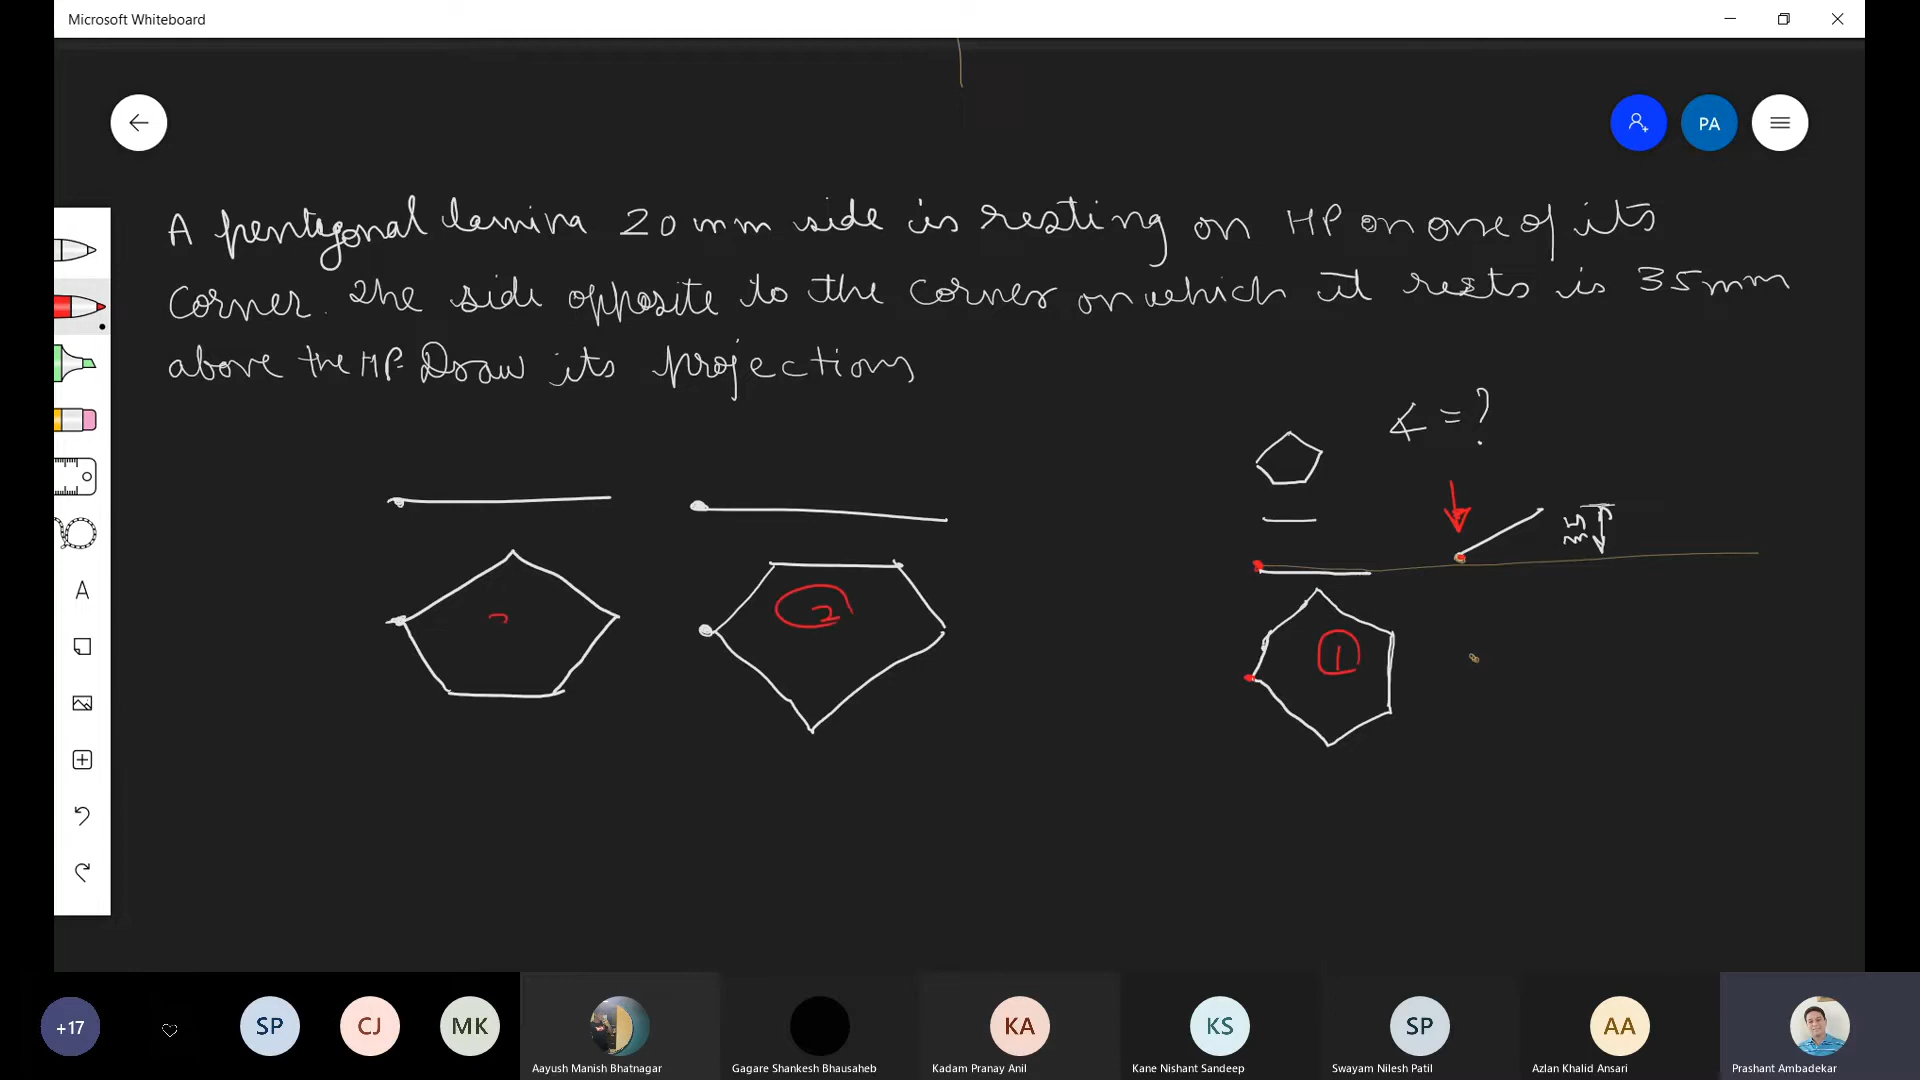 Microsoft Whiteboard
PA
A pentagonal lamina 20 mm side is resting on HP on one of its
corner. The side opposite to the corner on which it rests is 35mm
above the HP. Draw its projections
∡ = ?
35
2
2
1
A
+17
SP
CJ
MK
KA
KS
SP
AA
Aayush Manish Bhatnagar
Gagare Shankesh Bhausaheb
Kadam Pranay Anil
Kane Nishant Sandeep
Swayam Nilesh Patil
Azlan Khalid Ansari
Prashant Ambadekar